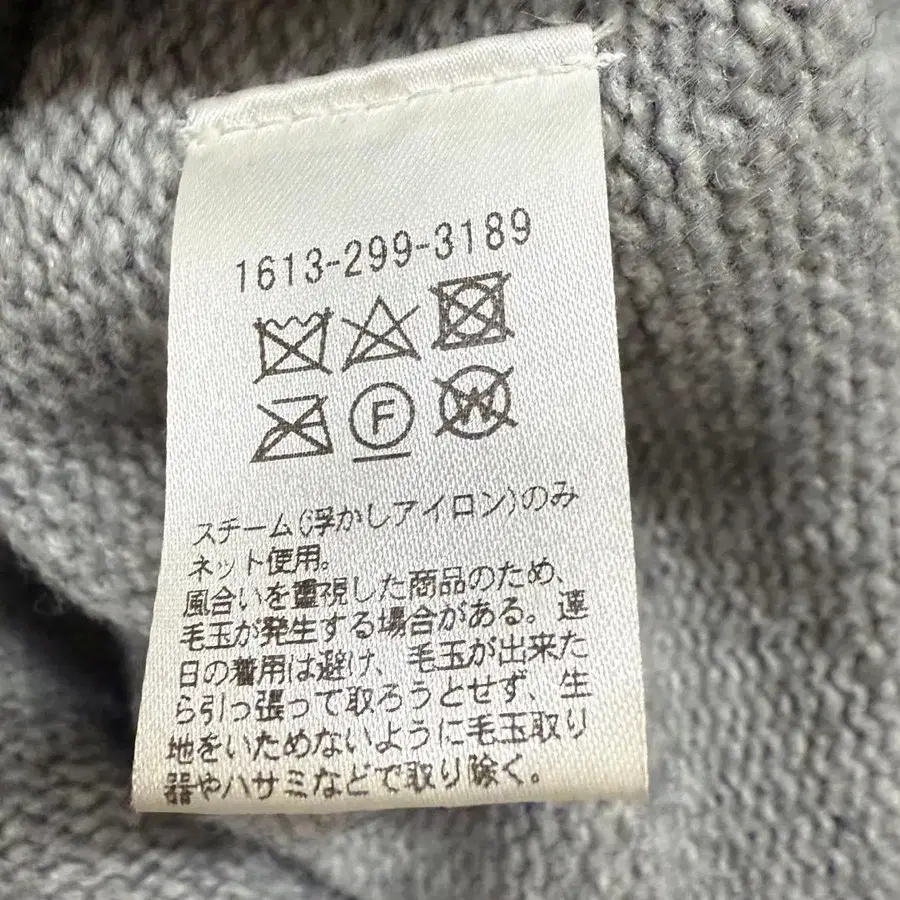 1613-299-3189
F
W
スチーム(浮かしアイロン)のみ
ネット使用。
風合いを重視した商品のため、
毛玉が発生する場合がある。連
日の着用は避け、毛玉が出来た
ら引っ張って取ろうとせず、生
地をいためないように毛玉取り
器やハサミなどで取り除く。